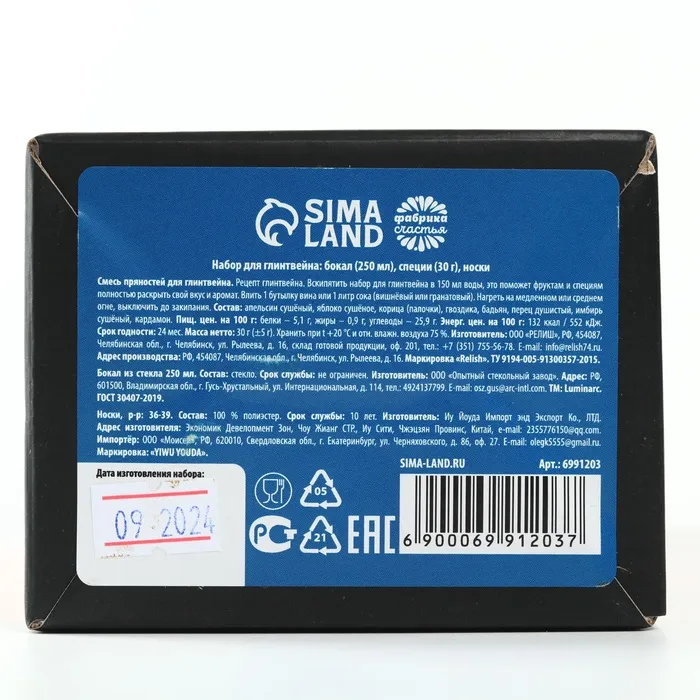 SIMA LAND
фабрика счастья
Набор для глинтвейна: бокал (250 мл), специи (30 г), носки
Смесь пряностей для глинтвейна. Рецепт глинтвейна. Вскипятить набор для глинтвейна в 150 мл воды, это поможет фруктам и специям
полностью раскрыть свой вкус и аромат. Влить 1 бутылку вина или 1 литр сока (вишнёвый или гранатовый). Нагреть на медленном или среднем
огне, выключить до закипания. Состав: апельсин сушёный, яблоко сушёное, корица (палочки), гвоздика, бадьян, перец душистый, имбирь
сушёный, кардамон. Пищ. цен. на 100 г: белки – 5,1 г, жиры – 0,9 г, углеводы – 25,9 г. Энерг. цен. на 100 г: 132 ккал / 552 кДж.
Срок годности: 24 мес. Масса нетто: 30 г (±5 г). Хранить при t +20 °С и отн. влажн. воздуха 75 %. Изготовитель: ООО «РЕЛИШ», РФ, 454087,
Челябинская обл., г. Челябинск, ул. Рылеева, д. 16, склад готовой продукции, оф. 201, тел.: +7 (351) 755-56-78. E-mail: info@relish74.ru.
Адрес производства: РФ, 454087, Челябинская обл., г. Челябинск, ул. Рылеева, д. 16. Маркировка «Relish». ТУ 9194-005-91300357-2015.
Бокал из стекла 250 мл. Состав: стекло. Срок службы: не ограничен. Изготовитель: ООО «Опытный стекольный завод». Адрес: РФ,
601500, Владимирская обл., г. Гусь-Хрустальный, ул. Интернациональная, д. 114, тел.: 4924137799. E-mail: osz.gus@arc-intl.com. ТМ: Luminarc.
ГОСТ 30407-2019.
Носки, р-р: 36-39. Состав: 100 % полиэстер. Срок службы: 10 лет. Изготовитель: Иу Йоуда Импорт энд Экспорт Ко., ЛТД.
Адрес изготовителя: Экономик Девелопмент Зон, Чоу Жианг СТР., Иу Сити, Чжэцзян Провинс, Китай, e-mail: 2355776150@qq.com.
Импортёр: ООО «Моисей» РФ, 620010, Свердловская обл., г. Екатеринбург, ул. Черняховского, д. 86, оф. 27. E-mail: olegk5555@gmail.com.
Маркировка: «YIWU YOUDA».
Дата изготовления набора:
09 2024
SIMA-LAND.RU
Арт.: 6991203
05
РСТ
21
EAC
6 900069 912037